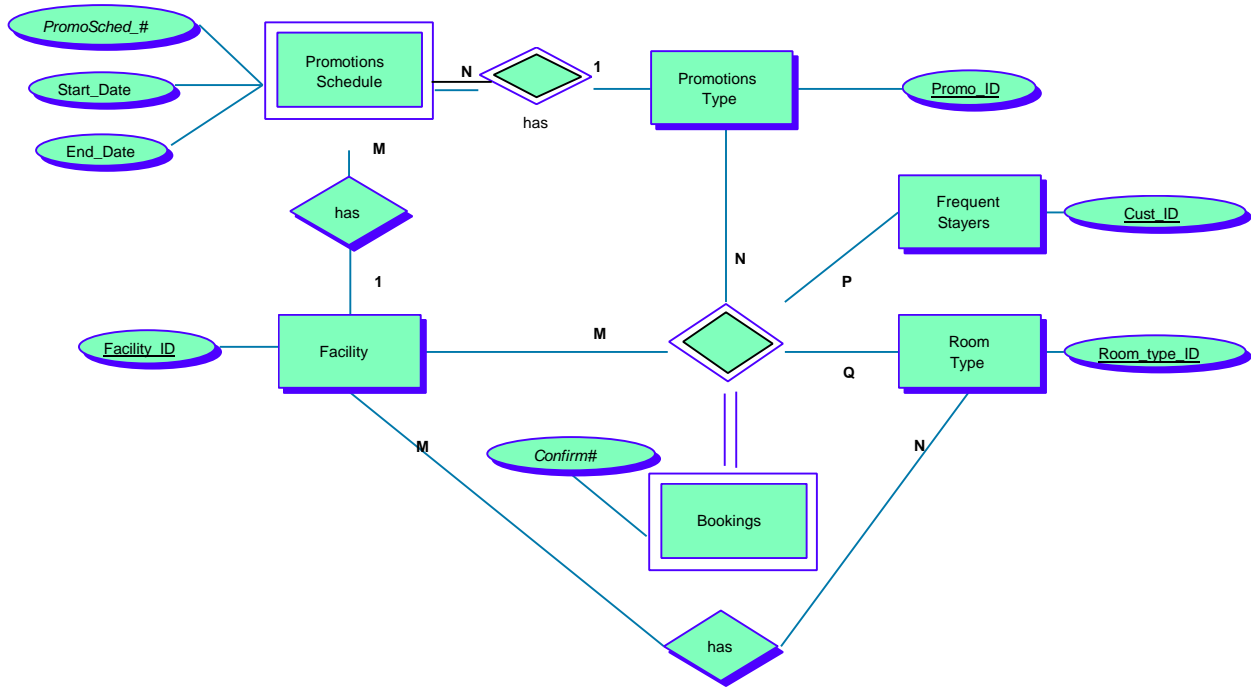 PromoSched_#
Promotions
Schedule
N
1
Promotions
Type
Start_Date
Promo_ID
has
End_Date
M
Frequent
Stayers
Cust_ID
has
N
P
1
Facility_ID
Facility
M
Room
Type
Room_type_ID
Q
M
N
Confirm#
Bookings
has